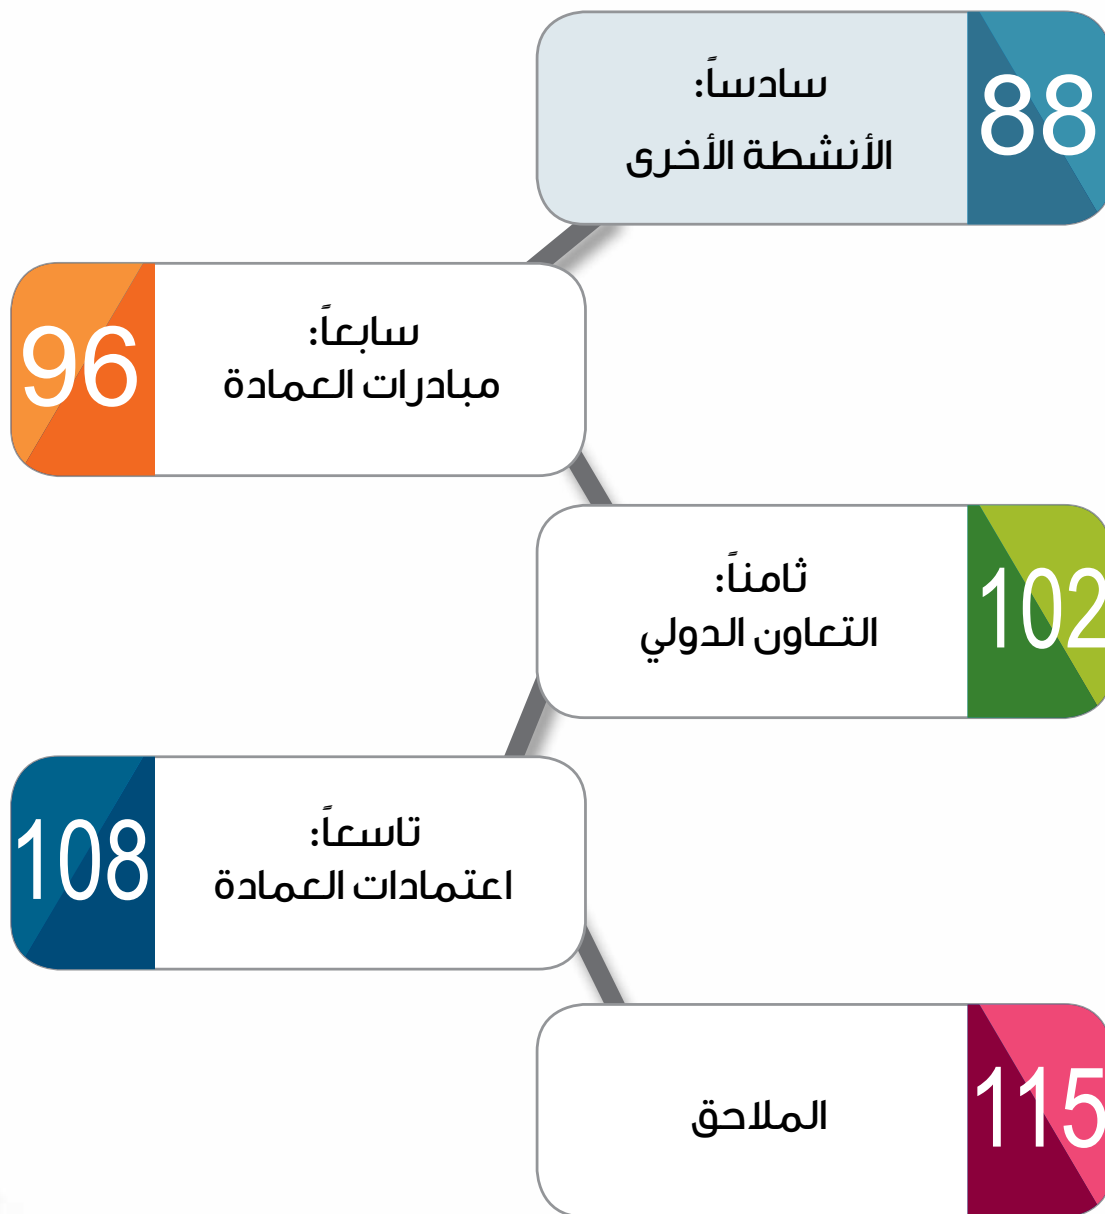 88
سادساً:
الأنشطة الأخرى
96
سابعاً:
مبادرات العمادة
102
ثامناً:
التعاون الدولي
108
تاسعاً:
اعتمادات العمادة
115
الملاحق